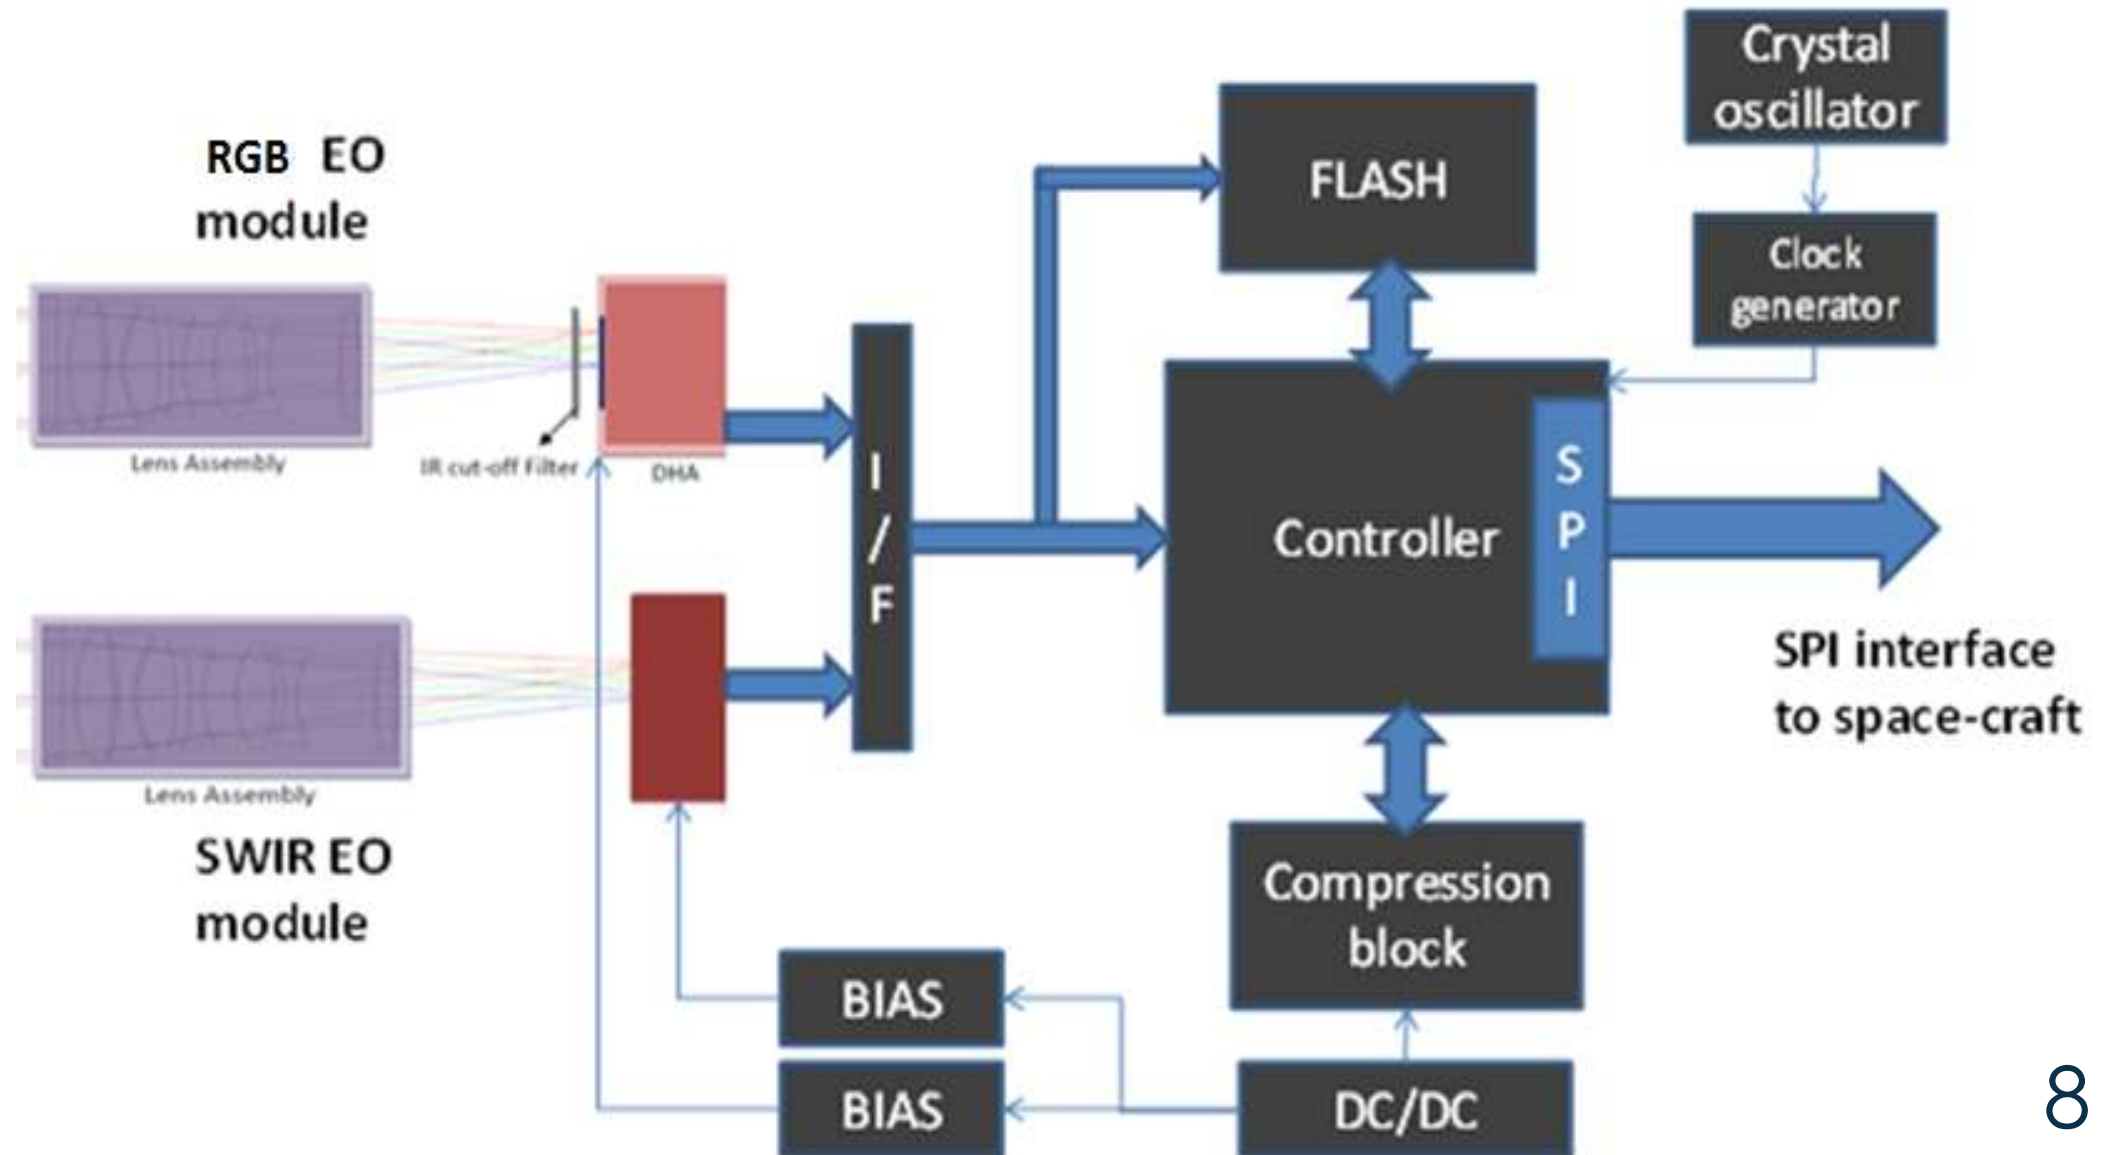 RGB EO
module
Lens Assembly
IR cut-off Filter
DHA
SWIR EO
module
Lens Assembly
I
/
F
FLASH
Crystal
oscillator
Clock
generator
Controller
S
P
I
SPI interface
to space-craft
Compression
block
BIAS
BIAS
DC/DC
8